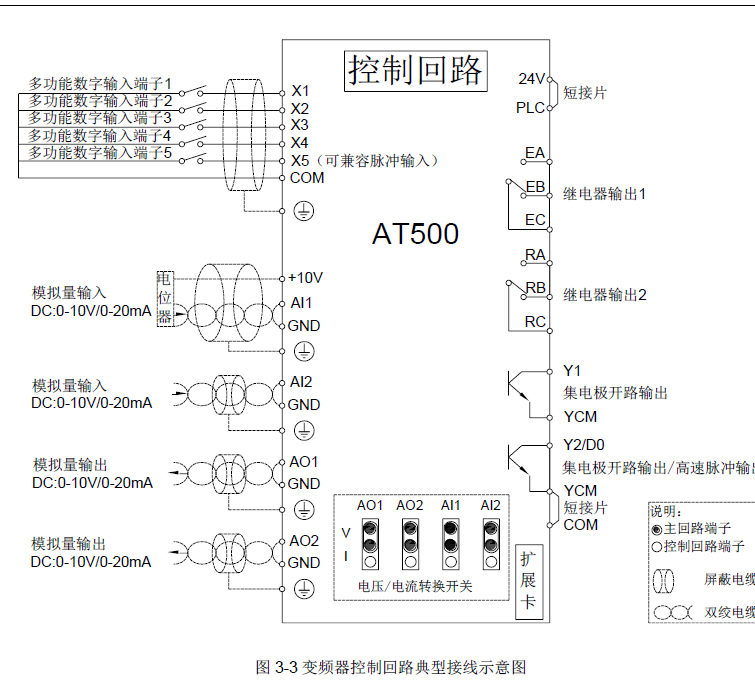 控制回路
多功能数字输入端子1
多功能数字输入端子2
多功能数字输入端子3
多功能数字输入端子4
多功能数字输入端子5
X1
X2
X3
X4
X5（可兼容脉冲输入）
COM
24V
PLC
短接片
EA
EB
EC
继电器输出1
AT500
RA
RB
RC
继电器输出2
模拟量输入
DC:0-10V/0-20mA
电位器
+10V
AI1
GND
模拟量输入
DC:0-10V/0-20mA
AI2
GND
Y1
集电极开路输出
YCM
模拟量输出
DC:0-10V/0-20mA
AO1
GND
Y2/D0
集电极开路输出/高速脉冲输出
YCM
短接片
COM
模拟量输出
DC:0-10V/0-20mA
AO2
GND
AO1 AO2 AI1 AI2
V
I
电压/电流转换开关
扩展卡
说明：
主回路端子
控制回路端子
屏蔽电缆
双绞电缆
图 3-3 变频器控制回路典型接线示意图